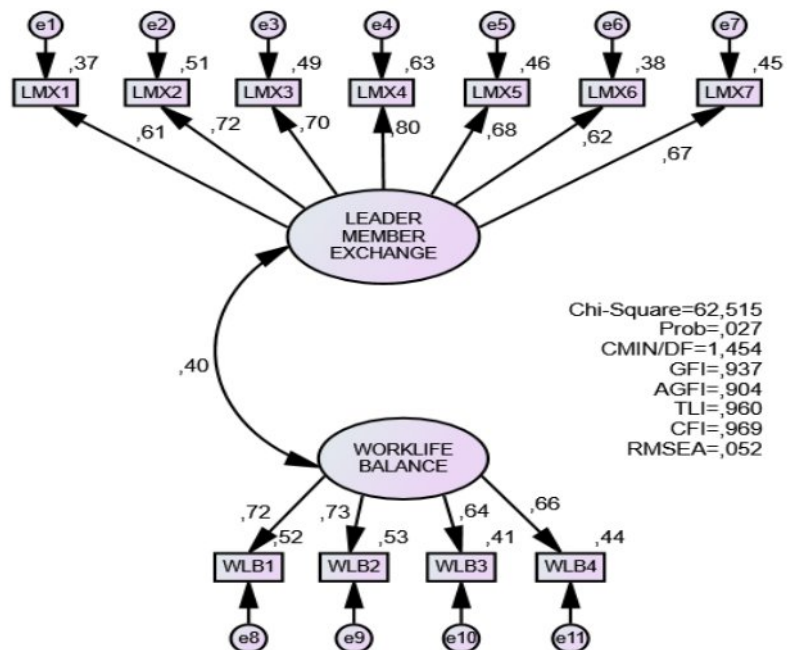 e1 e2 e3 e4 e5 e6 e7
,37 ,51 ,49 ,63 ,46 ,38 ,45
LMX1 LMX2 LMX3 LMX4 LMX5 LMX6 LMX7
,61 ,72 ,70 ,80 ,68 ,62 ,67
LEADER
MEMBER
EXCHANGE
,40
Chi-Square=62,515
Prob=,027
CMIN/DF=1,454
GFI=,937
AGFI=,904
TLI=,960
CFI=,969
RMSEA=,052
WORKLIFE
BALANCE
,72 ,73 ,64 ,66
,52 ,53 ,41 ,44
WLB1 WLB2 WLB3 WLB4
e8 e9 e10 e11